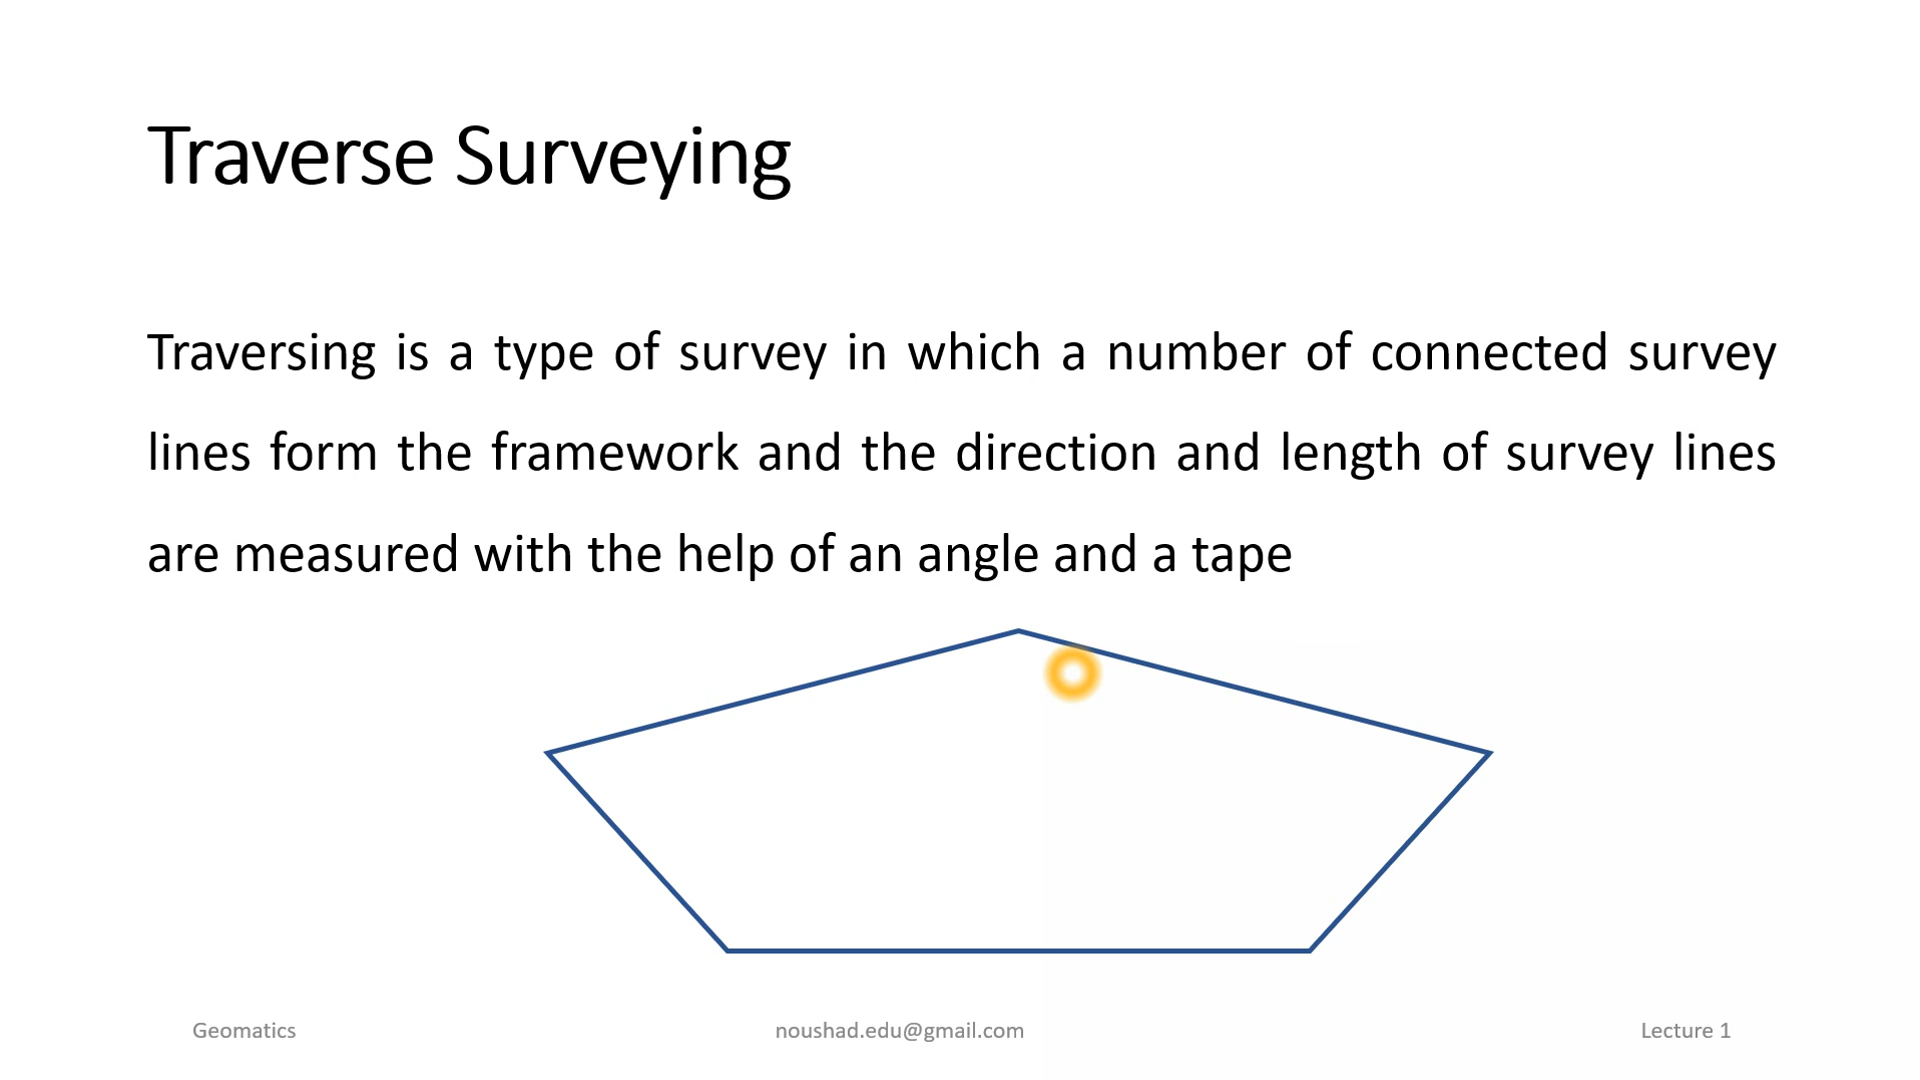 Traverse Surveying
Traversing is a type of survey in which a number of connected survey
lines form the framework and the direction and length of survey lines
are measured with the help of an angle and a tape
Geomatics
noushad.edu@gmail.com
Lecture 1